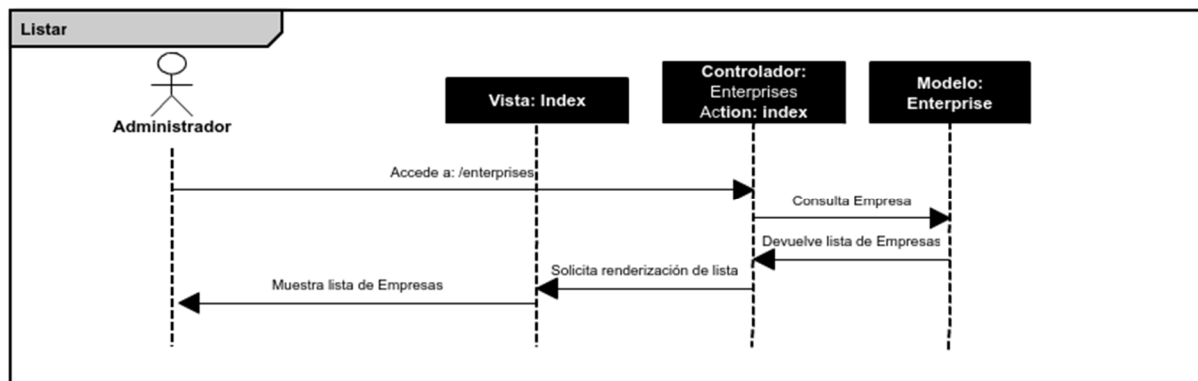 Listar
Administrador
Vista: Index
Controlador:
Enterprises
Action: index
Modelo:
Enterprise
Accede a: /enterprises
Consulta Empresa
Devuelve lista de Empresas
Solicita renderización de lista
Muestra lista de Empresas